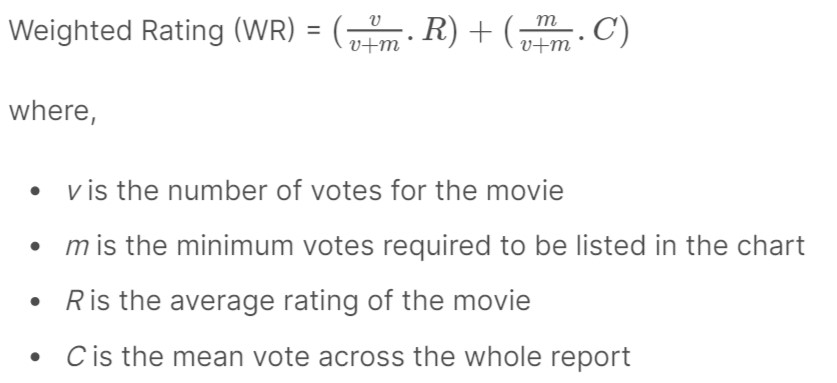 Weighted Rating (WR) = (\frac{v}{v+m} . R) + (\frac{m}{v+m} . C)
where,
• v is the number of votes for the movie
• m is the minimum votes required to be listed in the chart
• R is the average rating of the movie
• C is the mean vote across the whole report